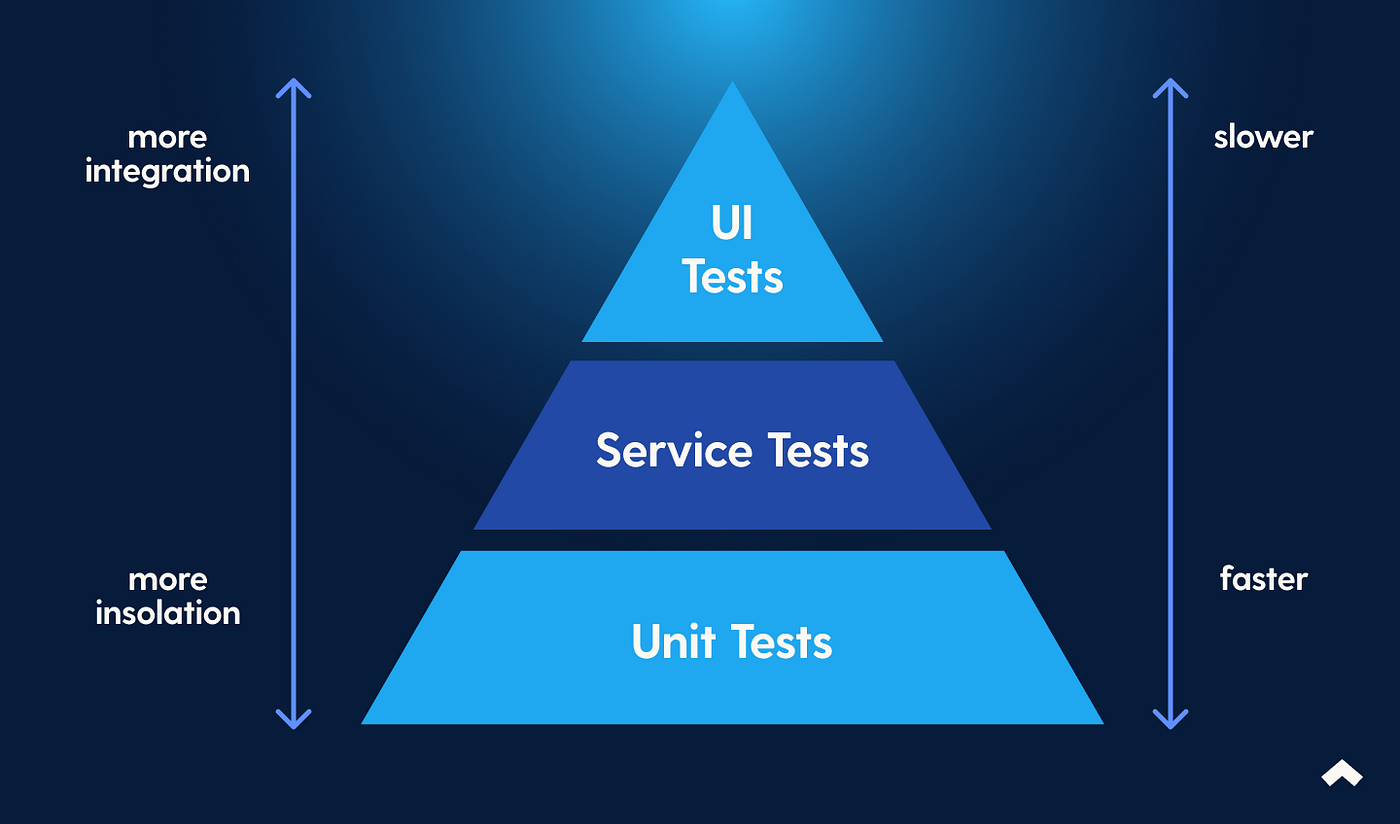 more
integration
slower
UI
Tests
Service Tests
more
insolation
faster
Unit Tests